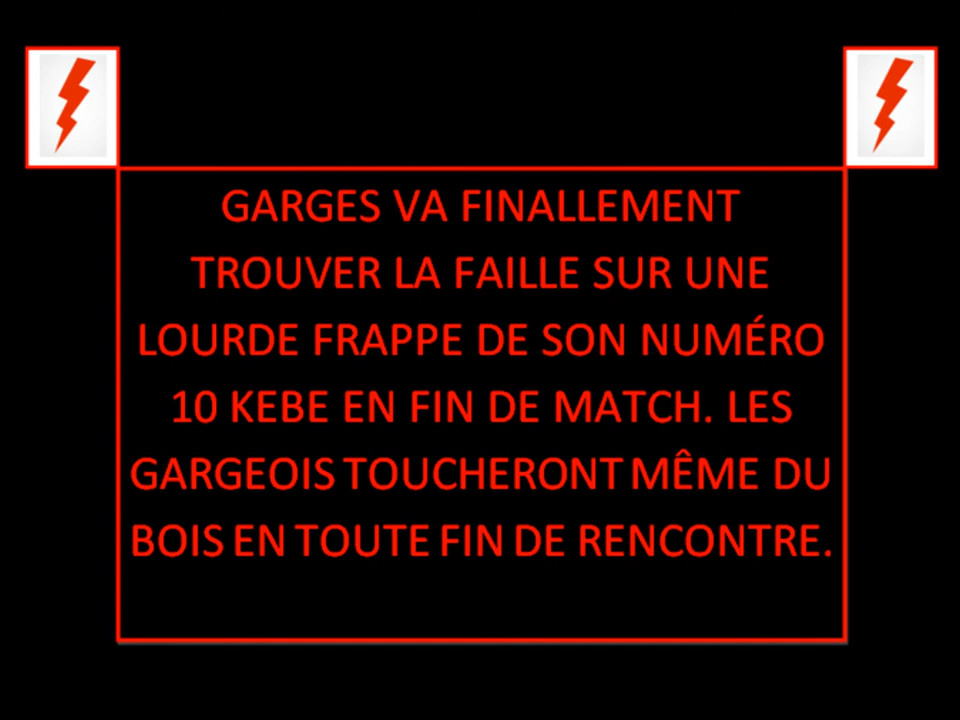 GARGES VA FINALLEMENT
TROUVER LA FAILLE SUR UNE
LOURDE FRAPPE DE SON NUMÉRO
10 KEBE EN FIN DE MATCH. LES
GARGEOIS TOUCHERONT MÊME DU
BOIS EN TOUTE FIN DE RENCONTRE.